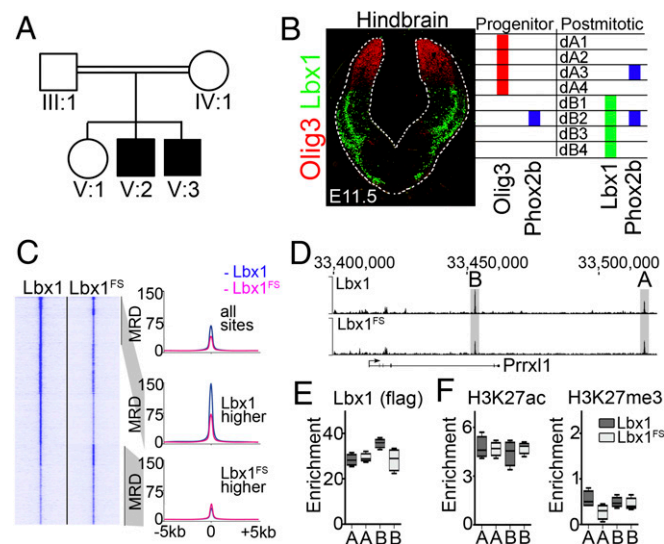 A
III:1
IV:1
V:1
V:2
V:3
B
Hindbrain
Olig3 Lbx1
E11.5
Progenitor
Postmitotic
dA1
dA2
dA3
dA4
dB1
dB2
dB3
dB4
Olig3
Phox2b
Lbx1
Phox2b
C
Lbx1
Lbx1FS
- Lbx1
- Lbx1FS
MRD
150
75
0
all
sites
MRD
150
75
0
Lbx1
higher
MRD
150
75
0
Lbx1FS
higher
-5kb
0
+5kb
D
33,400,000
33,450,000
33,500,000
B
A
Lbx1
Lbx1FS
Prrxl1
E
Lbx1 (flag)
Enrichment
40
20
0
AABB
F
H3K27ac
Enrichment
6
3
0
AABB
H3K27me3
Enrichment
2
1
0
AABB
Lbx1
Lbx1FS